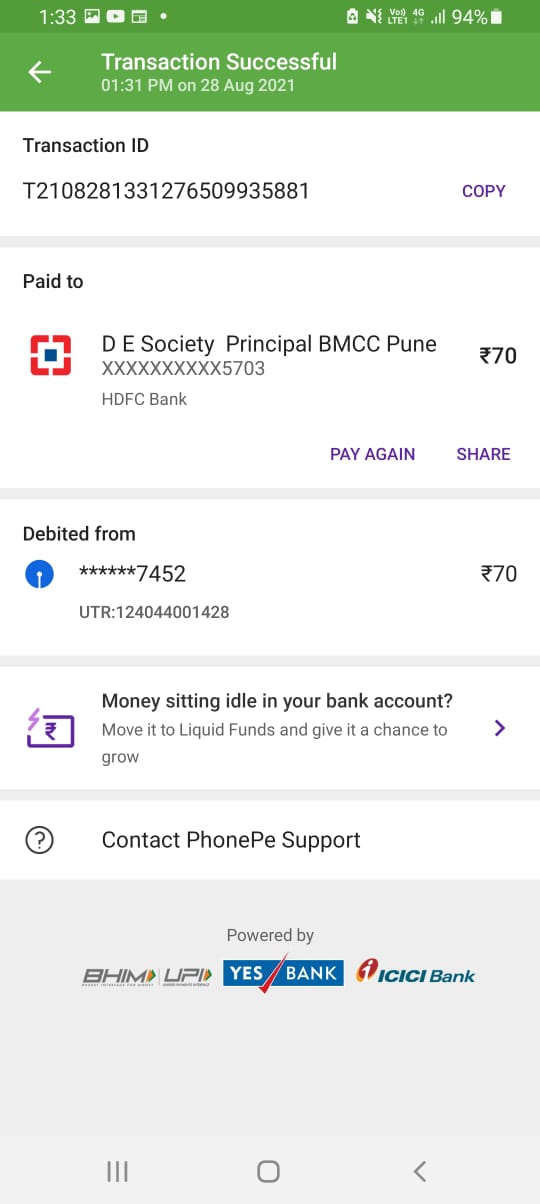 1:33 Vo)) 4G LTE1 94%
Transaction Successful
01:31 PM on 28 Aug 2021
Transaction ID
T2108281331276509935881 COPY
Paid to
D E Society Principal BMCC Pune ₹70
XXXXXXXXXX5703
HDFC Bank
PAY AGAIN SHARE
Debited from
******7452 ₹70
UTR:124044001428
Money sitting idle in your bank account?
Move it to Liquid Funds and give it a chance to
grow
Contact PhonePe Support
Powered by
BHIM UPI YES BANK ICICI Bank